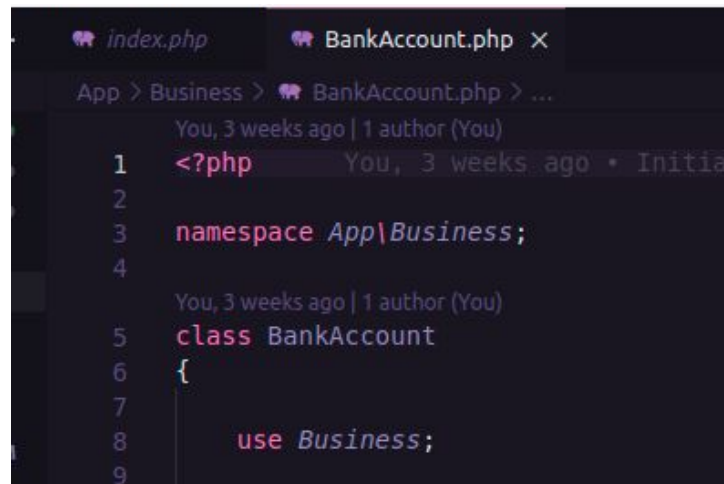 index.php BankAccount.php ×
App > Business > BankAccount.php > ...
You, 3 weeks ago | 1 author (You)
1 <?php You, 3 weeks ago • Initia
2
3 namespace App\Business;
4
You, 3 weeks ago | 1 author (You)
5 class BankAccount
6 {
7
8 use Business;
9